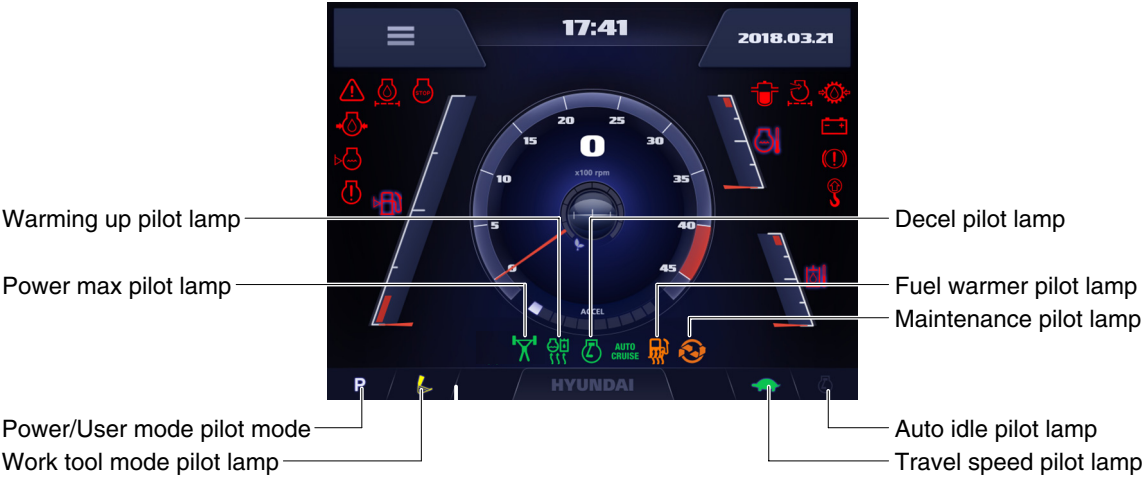 17:41
2018.03.21
STOP
20
25
15
0
30
x100 rpm
10
35
Warming up pilot lamp
5
40
Decel pilot lamp
0
45
Power max pilot lamp
Fuel warmer pilot lamp
ACCEL
Maintenance pilot lamp
AUTO
CRUISE
P
HYUNDAI
Power/User mode pilot mode
Auto idle pilot lamp
Work tool mode pilot lamp
Travel speed pilot lamp